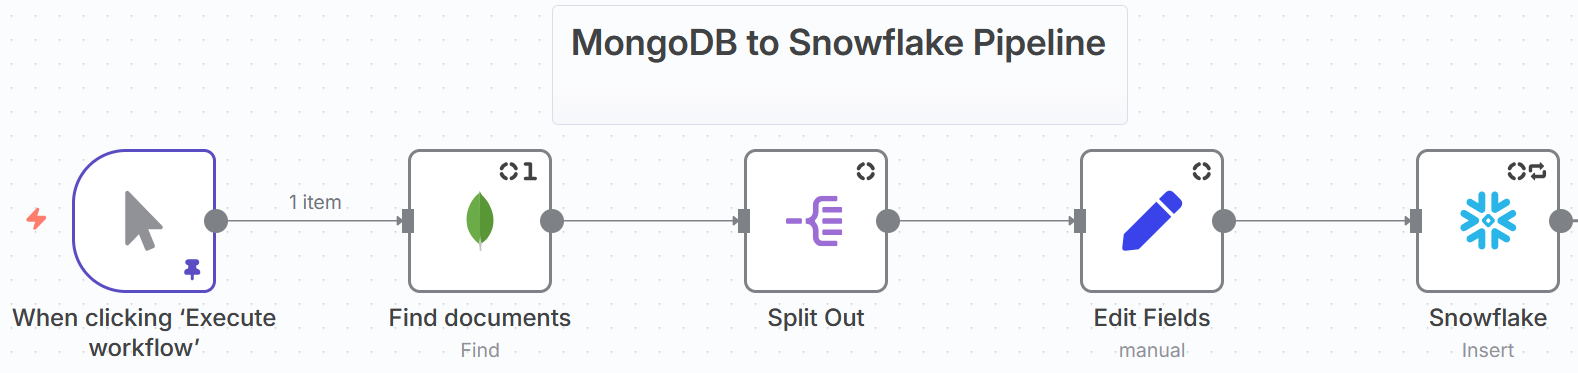 MongoDB to Snowflake Pipeline
1 item
1
When clicking ‘Execute
workflow’
Find documents
Find
Split Out
Edit Fields
manual
Snowflake
Insert